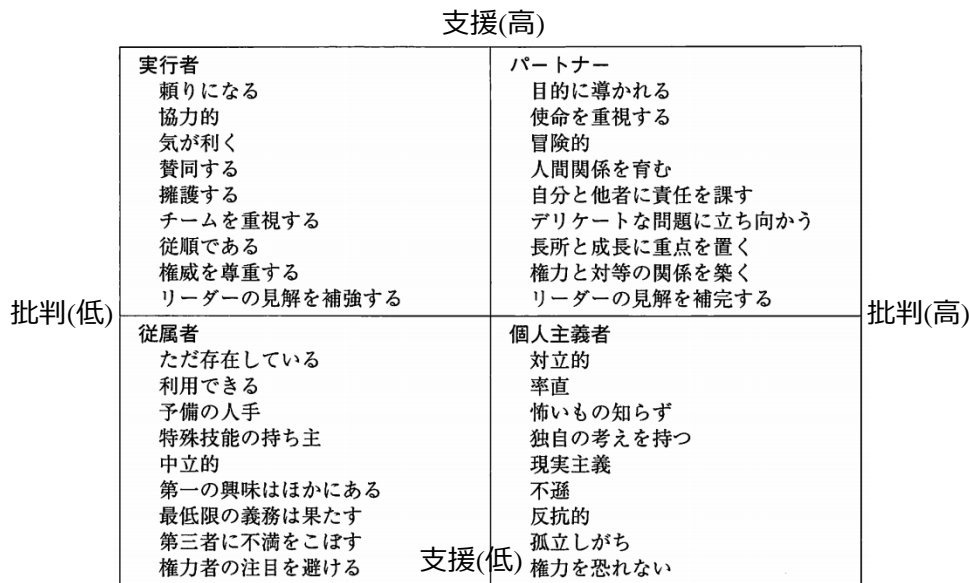 支援(高)
実行者
頼りになる
協力的
気が利く
賛同する
擁護する
チームを重視する
従順である
権威を尊重する
リーダーの見解を補強する
パートナー
目的に導かれる
使命を重視する
冒険的
人間関係を育む
自分と他者に責任を課す
デリケートな問題に立ち向かう
長所と成長に重点を置く
権力と対等の関係を築く
リーダーの見解を補完する
批判(低)
批判(高)
従属者
ただ存在している
利用できる
予備の人手
特殊技能の持ち主
中立的
第一の興味はほかにある
最低限の義務は果たす
第三者に不満をこぼす
権力者の注目を避ける
個人主義者
対立的
率直
怖いもの知らず
独自の考えを持つ
現実主義
不遜
反抗的
孤立しがち
権力を恐れない
支援(低)